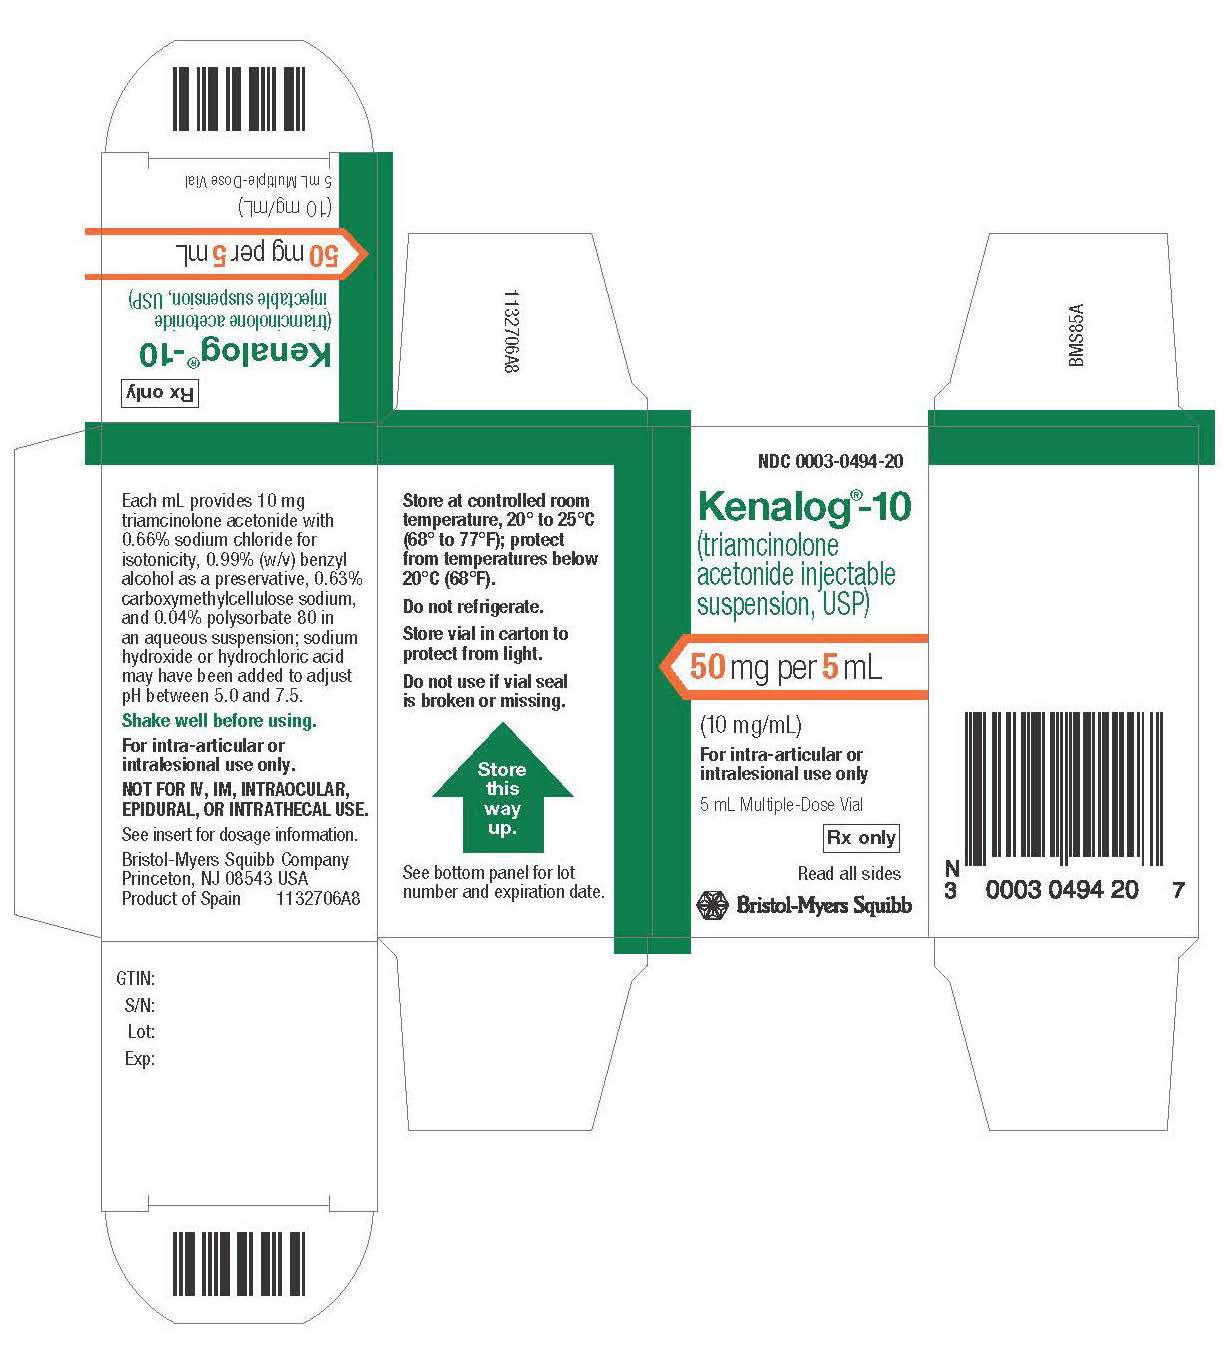 5 mL Multiple-Dose Vial
(10 mg/mL)
50 mg per 5 mL
injectable suspension, USP)
(triamcinolone acetonide
Kenalog®-10
Rx only
1132706A8
BMS85A
Each mL provides 10 mg
triamcinolone acetonide with
0.66% sodium chloride for
isotonicity, 0.99% (w/v) benzyl
alcohol as a preservative, 0.63%
carboxymethylcellulose sodium,
and 0.04% polysorbate 80 in
an aqueous suspension; sodium
hydroxide or hydrochloric acid
may have been added to adjust
pH between 5.0 and 7.5.
Shake well before using.
For intra-articular or
intralesional use only.
NOT FOR IV, IM, INTRAOCULAR,
EPIDURAL, OR INTRATHECAL USE.
See insert for dosage information.
Bristol-Myers Squibb Company
Princeton, NJ 08543 USA
Product of Spain 1132706A8
Store at controlled room
temperature, 20° to 25°C
(68° to 77°F); protect
from temperatures below
20°C (68°F).
Do not refrigerate.
Store vial in carton to
protect from light.
Do not use if vial seal
is broken or missing.
Store
this
way
up.
See bottom panel for lot
number and expiration date.
NDC 0003-0494-20
Kenalog®-10
(triamcinolone
acetonide injectable
suspension, USP)
50 mg per 5 mL
(10 mg/mL)
For intra-articular or
intralesional use only
5 mL Multiple-Dose Vial
Rx only
Read all sides
Bristol-Myers Squibb
N
3 0003 0494 20 7
GTIN:
S/N:
Lot:
Exp: